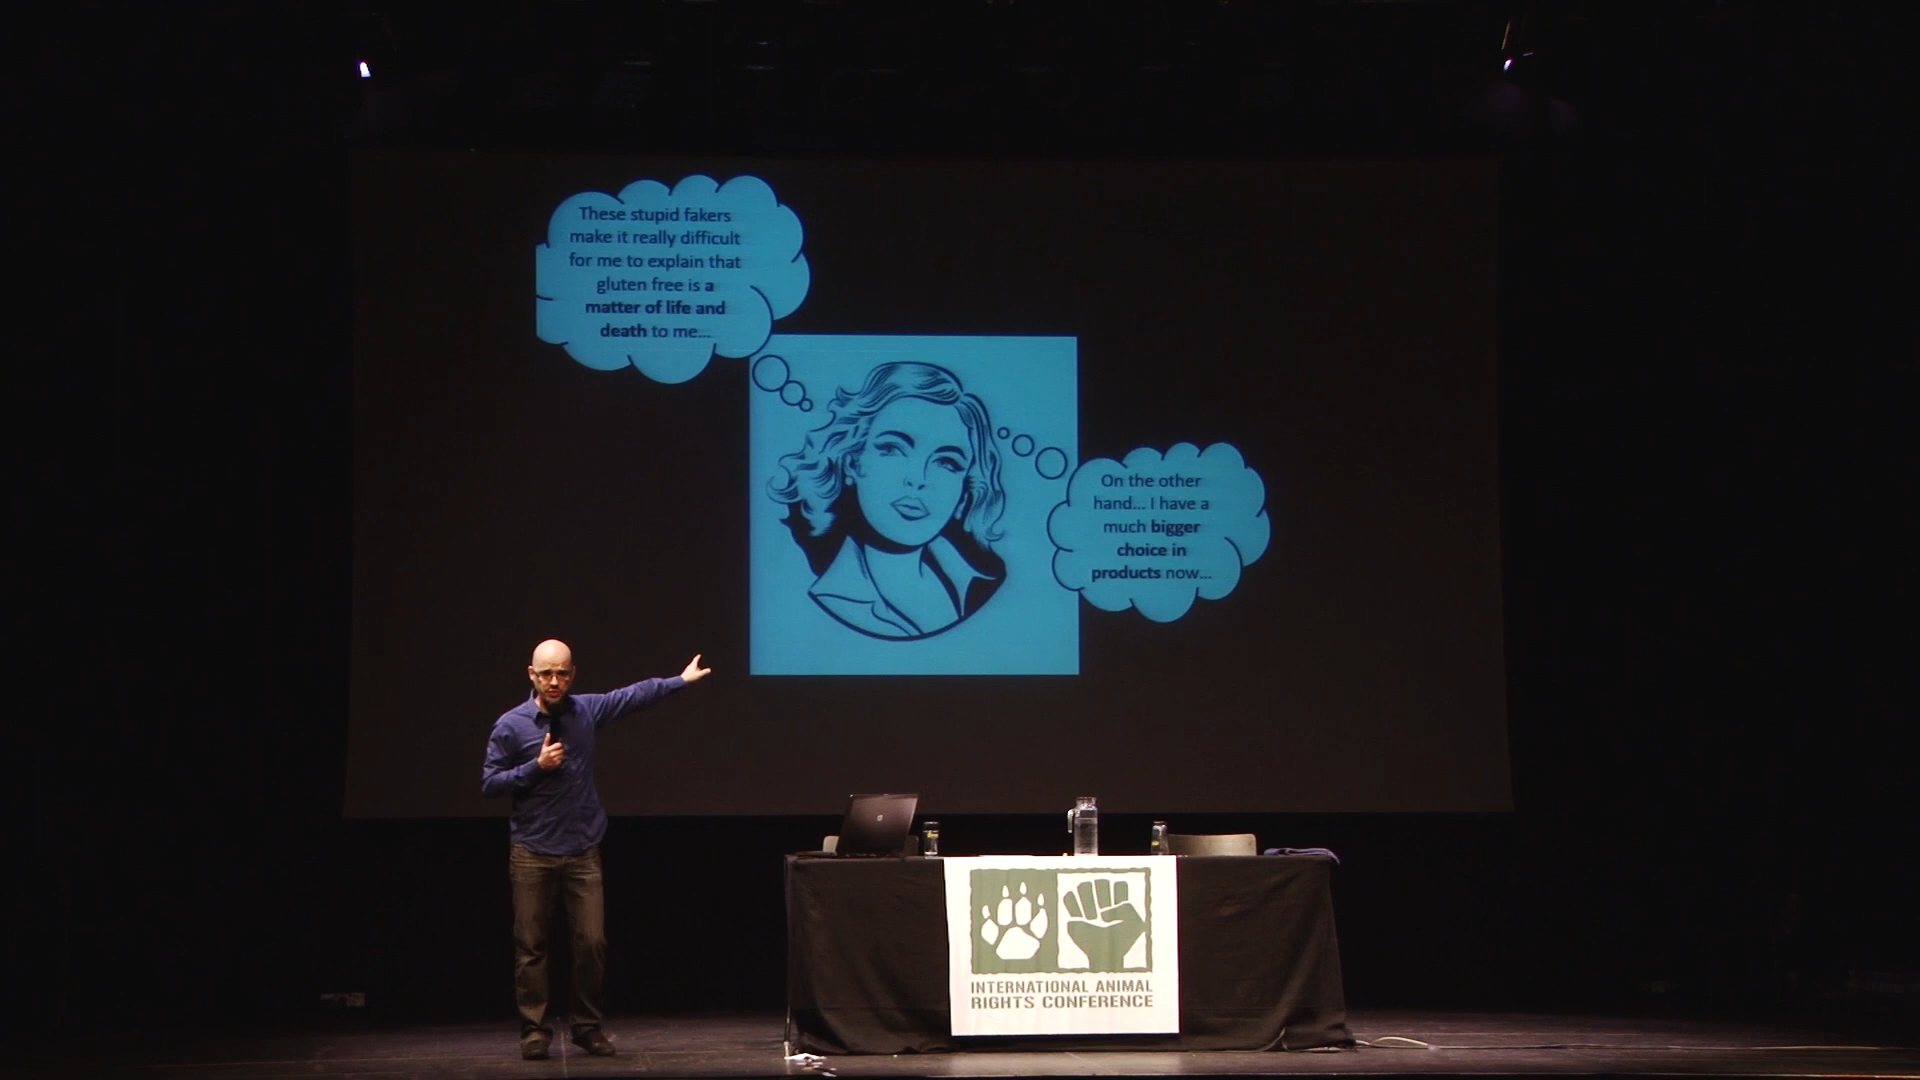 These stupid fakers
make it really difficult
for me to explain that
gluten free is a
matter of life and
death to me...
On the other
hand... I have a
much bigger
choice in
products now...
INTERNATIONAL ANIMAL
RIGHTS CONFERENCE